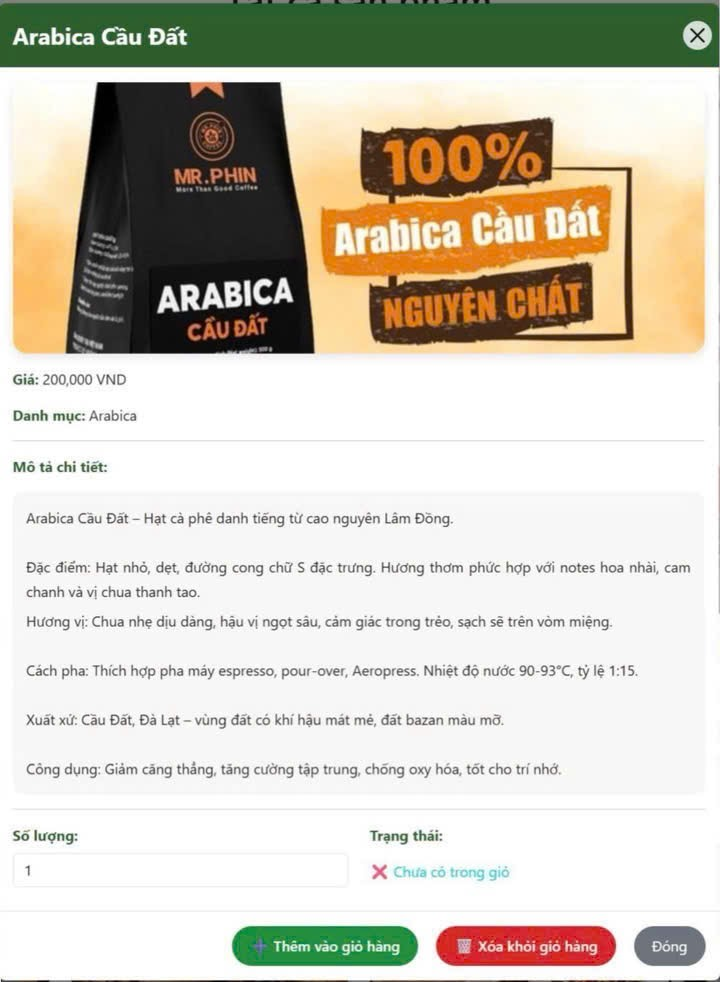 Arabica Cầu Đất
MR.PHIN
More Than Good Coffee
ARABICA
CẦU ĐẤT
100%
Arabica Cầu Đất
NGUYÊN CHẤT
Giá: 200,000 VND
Danh mục: Arabica
Mô tả chi tiết:
Arabica Cầu Đất – Hạt cà phê danh tiếng từ cao nguyên Lâm Đồng.
Đặc điểm: Hạt nhỏ, dẹt, đường cong chữ S đặc trưng. Hương thơm phức hợp với notes hoa nhài, cam
chanh và vị chua thanh tao.
Hương vị: Chua nhẹ dịu dàng, hậu vị ngọt sâu, cảm giác trong trẻo, sạch sẽ trên vòm miệng.
Cách pha: Thích hợp pha máy espresso, pour-over, Aeropress. Nhiệt độ nước 90-93°C, tỷ lệ 1:15.
Xuất xứ: Cầu Đất, Đà Lạt – vùng đất có khí hậu mát mẻ, đất bazan màu mỡ.
Công dụng: Giảm căng thẳng, tăng cường tập trung, chống oxy hóa, tốt cho trí nhớ.
Số lượng:
Trạng thái:
1
Chưa có trong giỏ
Thêm vào giỏ hàng
Xóa khỏi giỏ hàng
Đóng